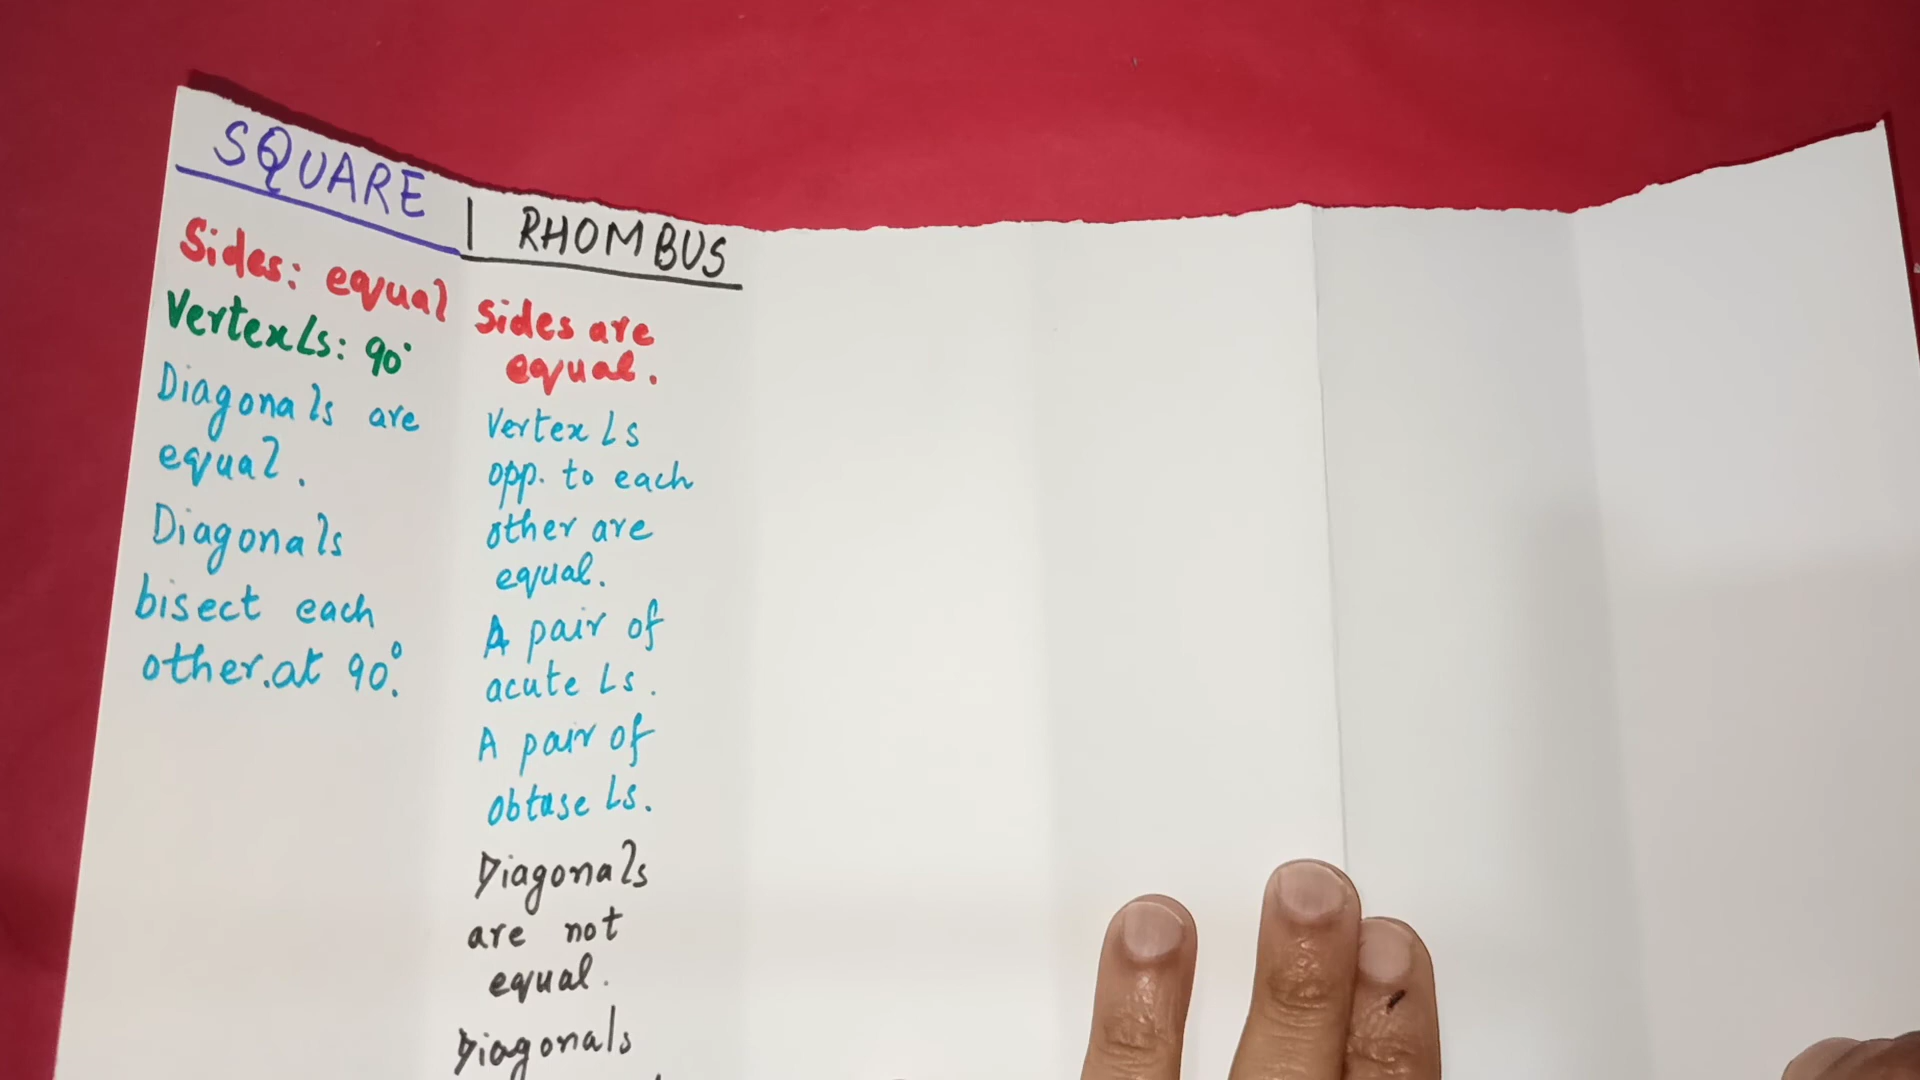 SQUARE
Sides: equal
Vertex∠s: 90°
Diagonals are
equal.
Diagonals
bisect each
other.at 90°.
RHOMBUS
Sides are
equal.
Vertex ∠s
opp. to each
other are
equal.
A pair of
acute ∠s.
A pair of
obtuse ∠s.
Diagonals
are not
equal.
Diagonals